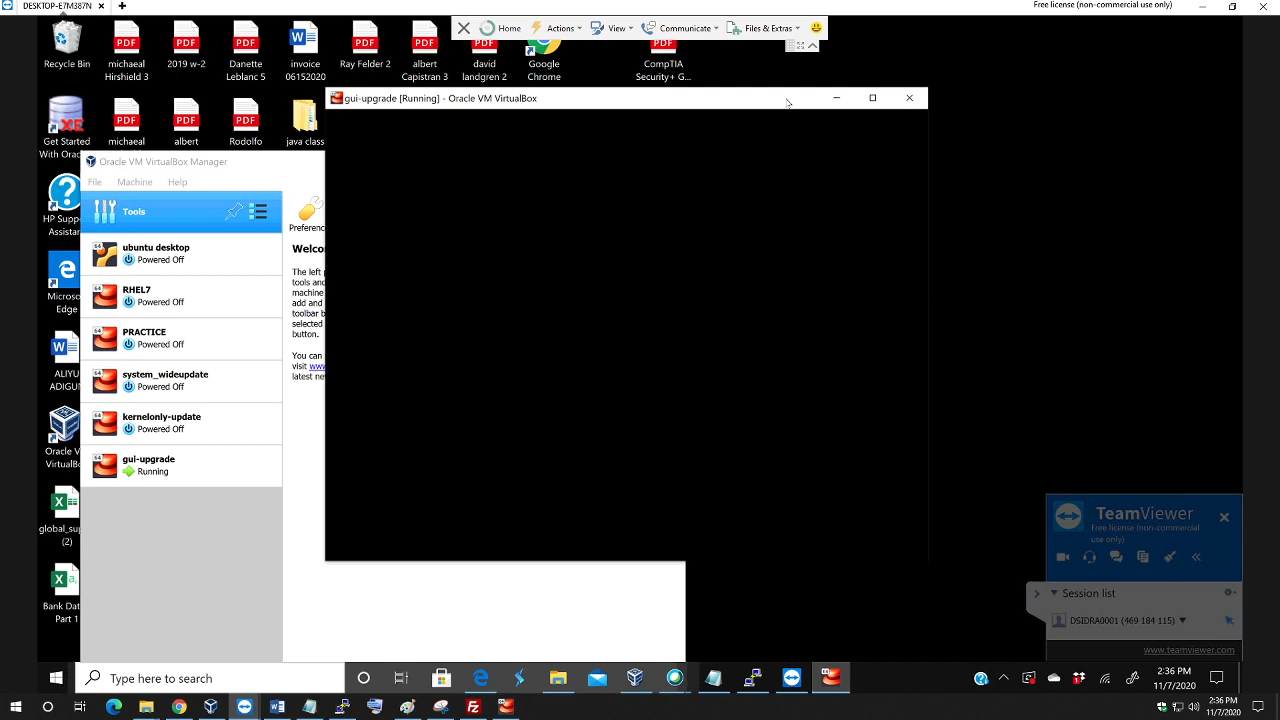 DESKTOP-E7M387N
Free license (non-commercial use only)
Home
Actions
View
Communicate
Files & Extras
Recycle Bin
michaeal
Hirshield 3
2019 w-2
Danette
Leblanc 5
invoice
06152020
Ray Felder 2
albert
Capistran 3
david
landgren 2
Google
Chrome
CompTIA
Security+ G...
gui-upgrade [Running] - Oracle VM VirtualBox
Get Started
With Orac
michaeal
albert
Rodolfo
java class
Oracle VM VirtualBox Manager
File
Machine
Help
Tools
Preferenc
HP Supp
Assistan
ubuntu desktop
Powered Off
Welco
The left p
tools and
machine
add and
toolbar b
selected
button.
You can
visit www
latest nev
RHEL7
Powered Off
PRACTICE
Powered Off
system_wideupdate
Powered Off
kernelonly-update
Powered Off
gui-upgrade
Running
Micros
Edge
ALIYU
ADIGUN
Oracle V
VirtualB
global_su
(2)
Bank Dat
Part 1
TeamViewer
Free license (non-commercial
use only)
Session list
DSIDRA0001 (469 184 115)
www.teamviewer.com
Type here to search
2:36 PM
11/7/2020
2:36 PM
11/7/2020